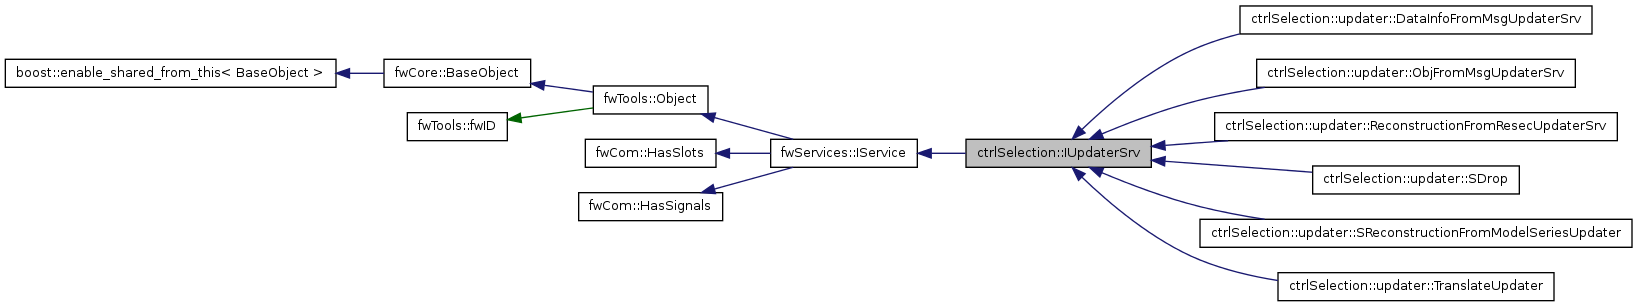 ctrlSelection::updater::DataInfoFromMsgUpdaterSrv
boost::enable_shared_from_this< BaseObject >
fwCore::BaseObject
ctrlSelection::updater::ObjFromMsgUpdaterSrv
fwTools::Object
fwTools::fwID
ctrlSelection::updater::ReconstructionFromResecUpdaterSrv
fwCom::HasSlots
fwServices::IService
ctrlSelection::IUpdaterSrv
ctrlSelection::updater::SDrop
fwCom::HasSignals
ctrlSelection::updater::SReconstructionFromModelSeriesUpdater
ctrlSelection::updater::TranslateUpdater